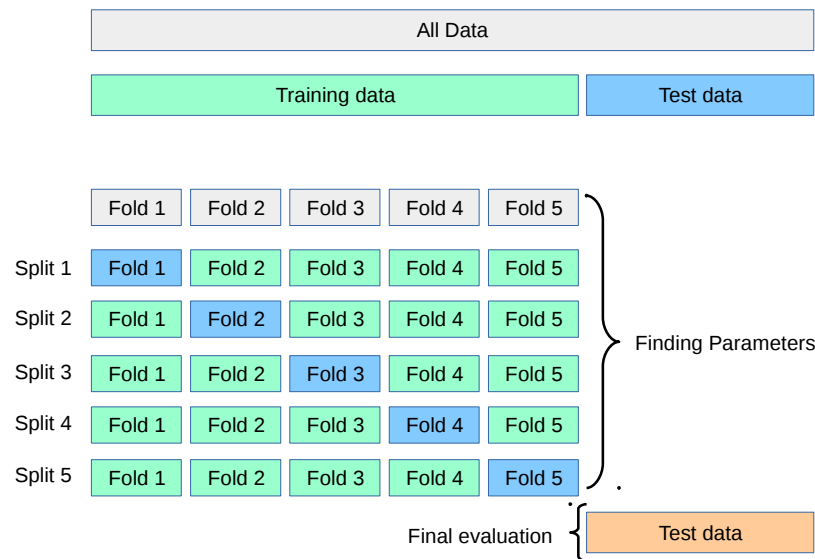 All Data
Training data Test data
Fold 1 Fold 2 Fold 3 Fold 4 Fold 5
Split 1 Fold 1 Fold 2 Fold 3 Fold 4 Fold 5
Split 2 Fold 1 Fold 2 Fold 3 Fold 4 Fold 5
Finding Parameters
Split 3 Fold 1 Fold 2 Fold 3 Fold 4 Fold 5
Split 4 Fold 1 Fold 2 Fold 3 Fold 4 Fold 5
Split 5 Fold 1 Fold 2 Fold 3 Fold 4 Fold 5
Final evaluation Test data